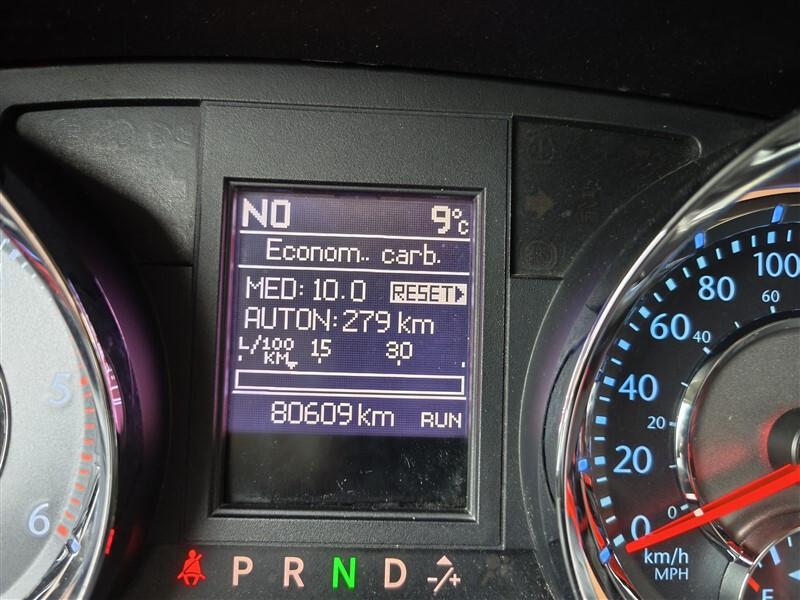 NO 9°C
Econom.. carb.
MED: 10.0 RESET
AUTON: 279 km
L/100 KM 15 30
80609 km RUN
P R N D -/+
5
6
100
80
60
40
20
0
60
40
20
0
km/h
MPH
E